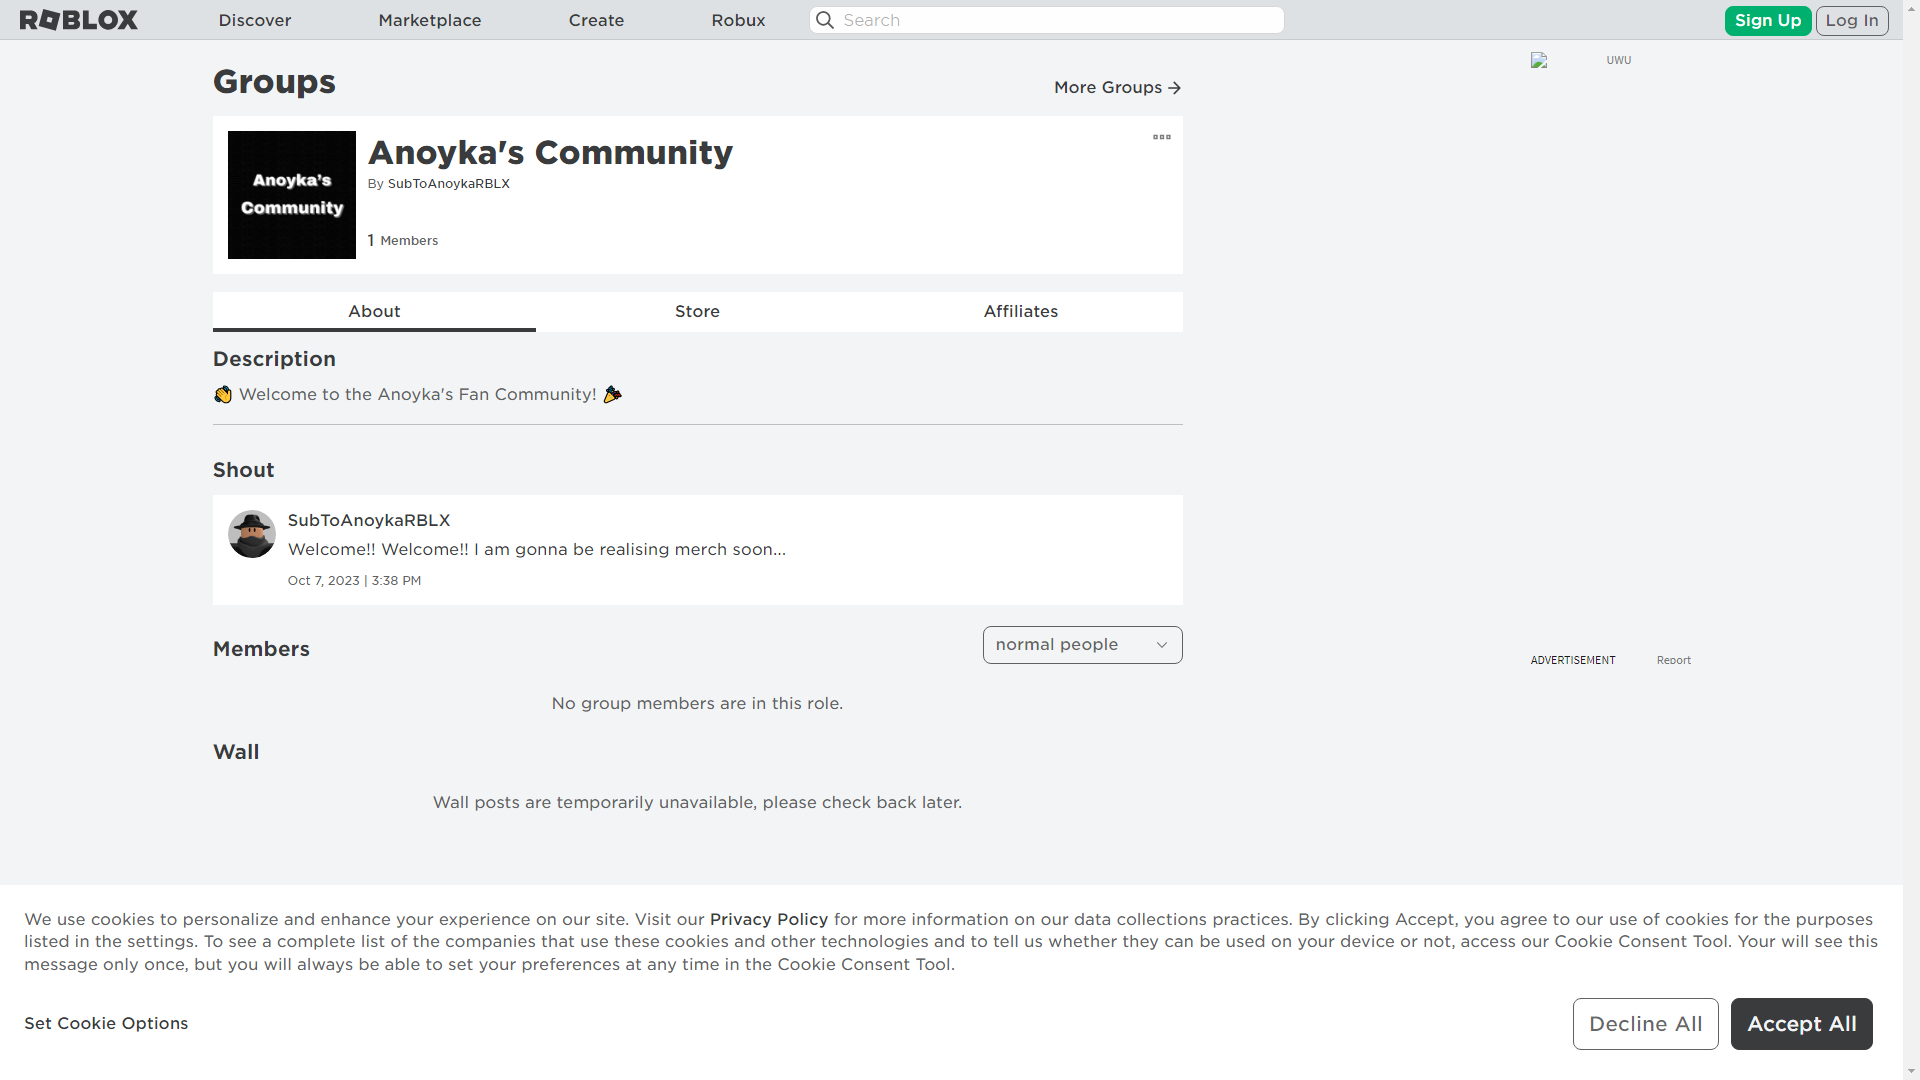 ROBLOX
Discover
Marketplace
Create
Robux
Search
Sign Up
Log In
UWU
Groups
More Groups
Anoyka's
Community
Anoyka's Community
By SubToAnoykaRBLX
1 Members
About
Store
Affiliates
Description
👏 Welcome to the Anoyka's Fan Community! 🎉
Shout
SubToAnoykaRBLX
Welcome!! Welcome!! I am gonna be realising merch soon...
Oct 7, 2023 | 3:38 PM
Members
normal people
ADVERTISEMENT
Report
No group members are in this role.
Wall
Wall posts are temporarily unavailable, please check back later.
We use cookies to personalize and enhance your experience on our site. Visit our Privacy Policy for more information on our data collections practices. By clicking Accept, you agree to our use of cookies for the purposes
listed in the settings. To see a complete list of the companies that use these cookies and other technologies and to tell us whether they can be used on your device or not, access our Cookie Consent Tool. Your will see this
message only once, but you will always be able to set your preferences at any time in the Cookie Consent Tool.
Set Cookie Options
Decline All
Accept All